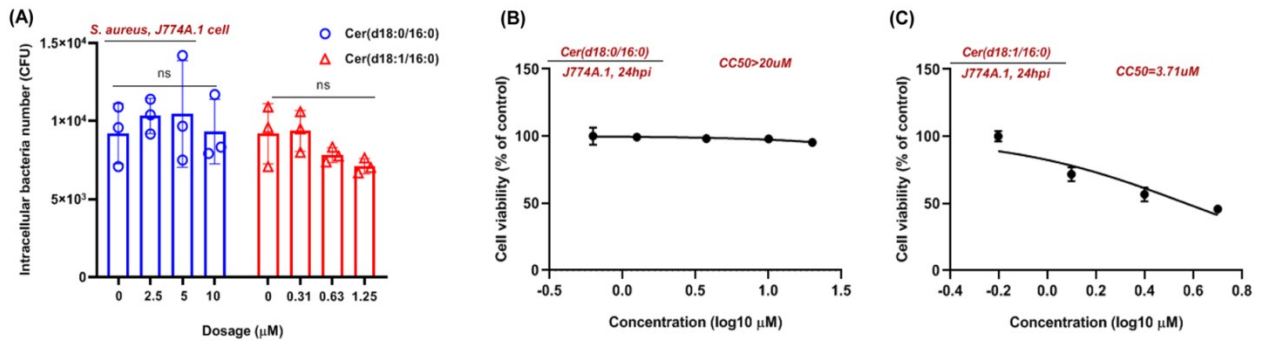 (A)
S. aureus, J774A.1 cell
Cer(d18:0/16:0)
Cer(d18:1/16:0)
Intracellular bacteria number (CFU)
1.5×10⁴
1×10⁴
5×10³
0
ns
ns
0 2.5 5 10 0 0.31 0.63 1.25
Dosage (μM)
(B)
Cer(d18:0/16:0)
J774A.1, 24hpi
CC50>20uM
Cell viability (% of control)
150
100
50
0
-0.5 0.0 0.5 1.0 1.5
Concentration (log10 μM)
(C)
Cer(d18:1/16:0)
J774A.1, 24hpi
CC50=3.71uM
Cell viability (% of control)
150
100
50
0
-0.4 -0.2 0.0 0.2 0.4 0.6 0.8
Concentration (log10 μM)